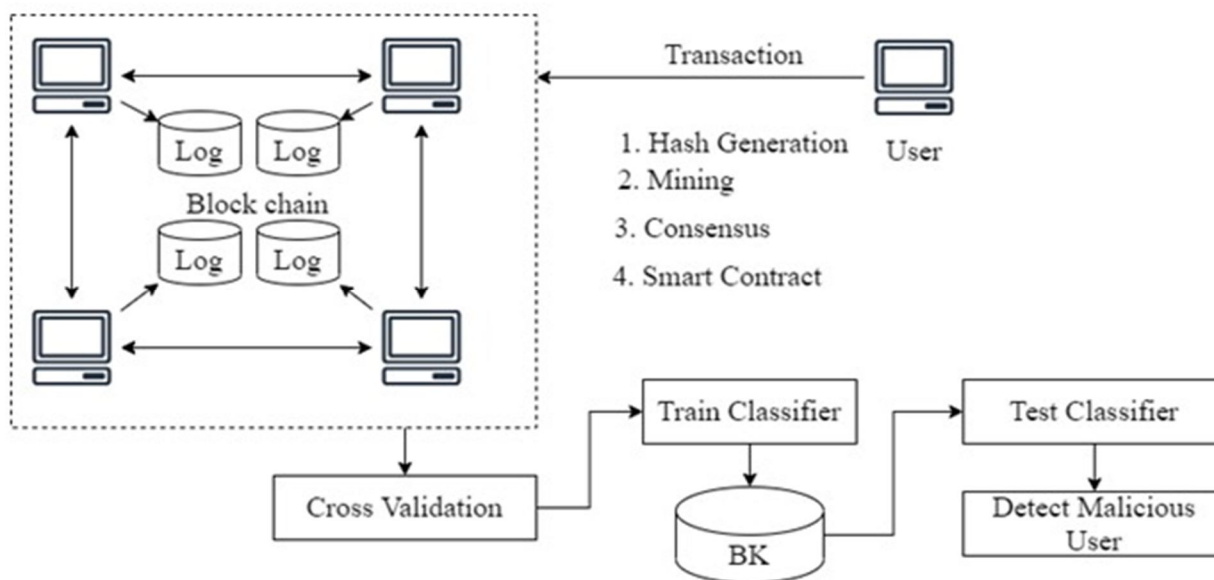 Transaction
User
Log Log
Block chain
Log Log
1. Hash Generation
2. Mining
3. Consensus
4. Smart Contract
Train Classifier
Test Classifier
Cross Validation
BK
Detect Malicious
User